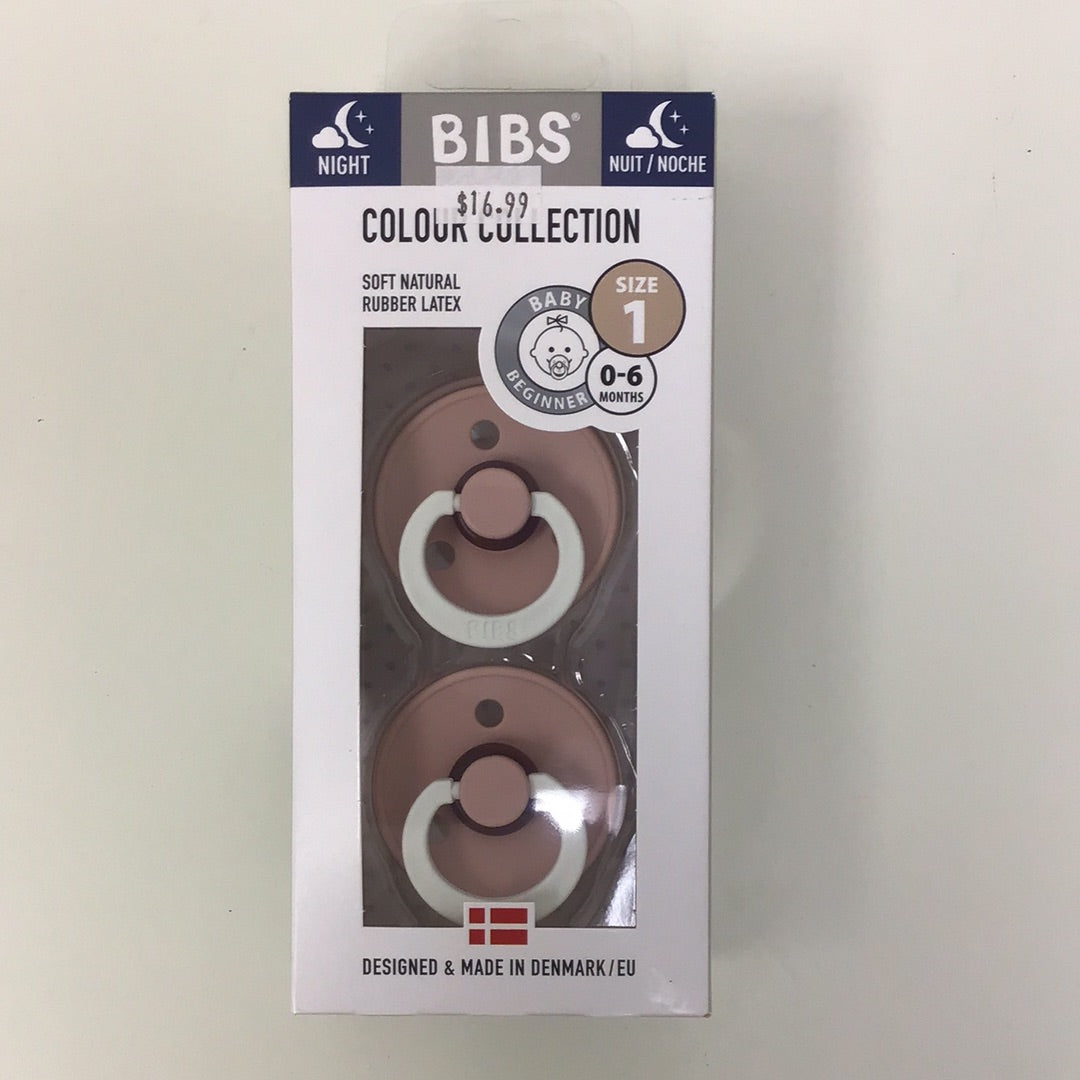 NIGHT
BIBS®
NUIT / NOCHE
$16.99
COLOUR COLLECTION
SOFT NATURAL
RUBBER LATEX
SIZE
1
BABY
BEGINNER
0-6
MONTHS
BIBS
DESIGNED & MADE IN DENMARK/EU